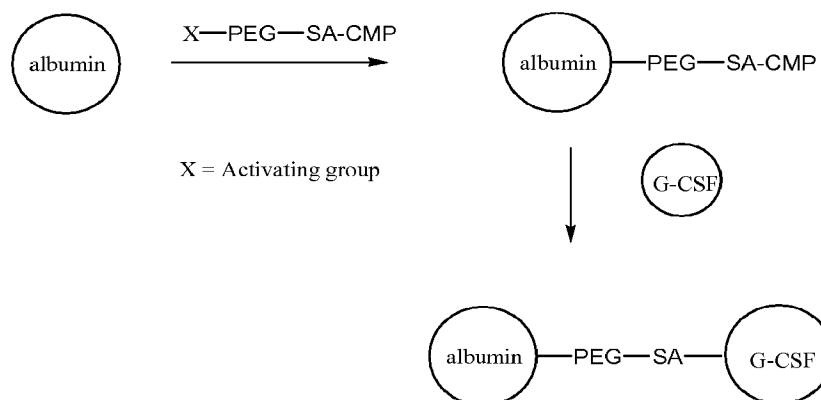 X—PEG—SA-CMP
albumin
albumin—PEG—SA-CMP
X = Activating group
G-CSF
albumin—PEG—SA—G-CSF